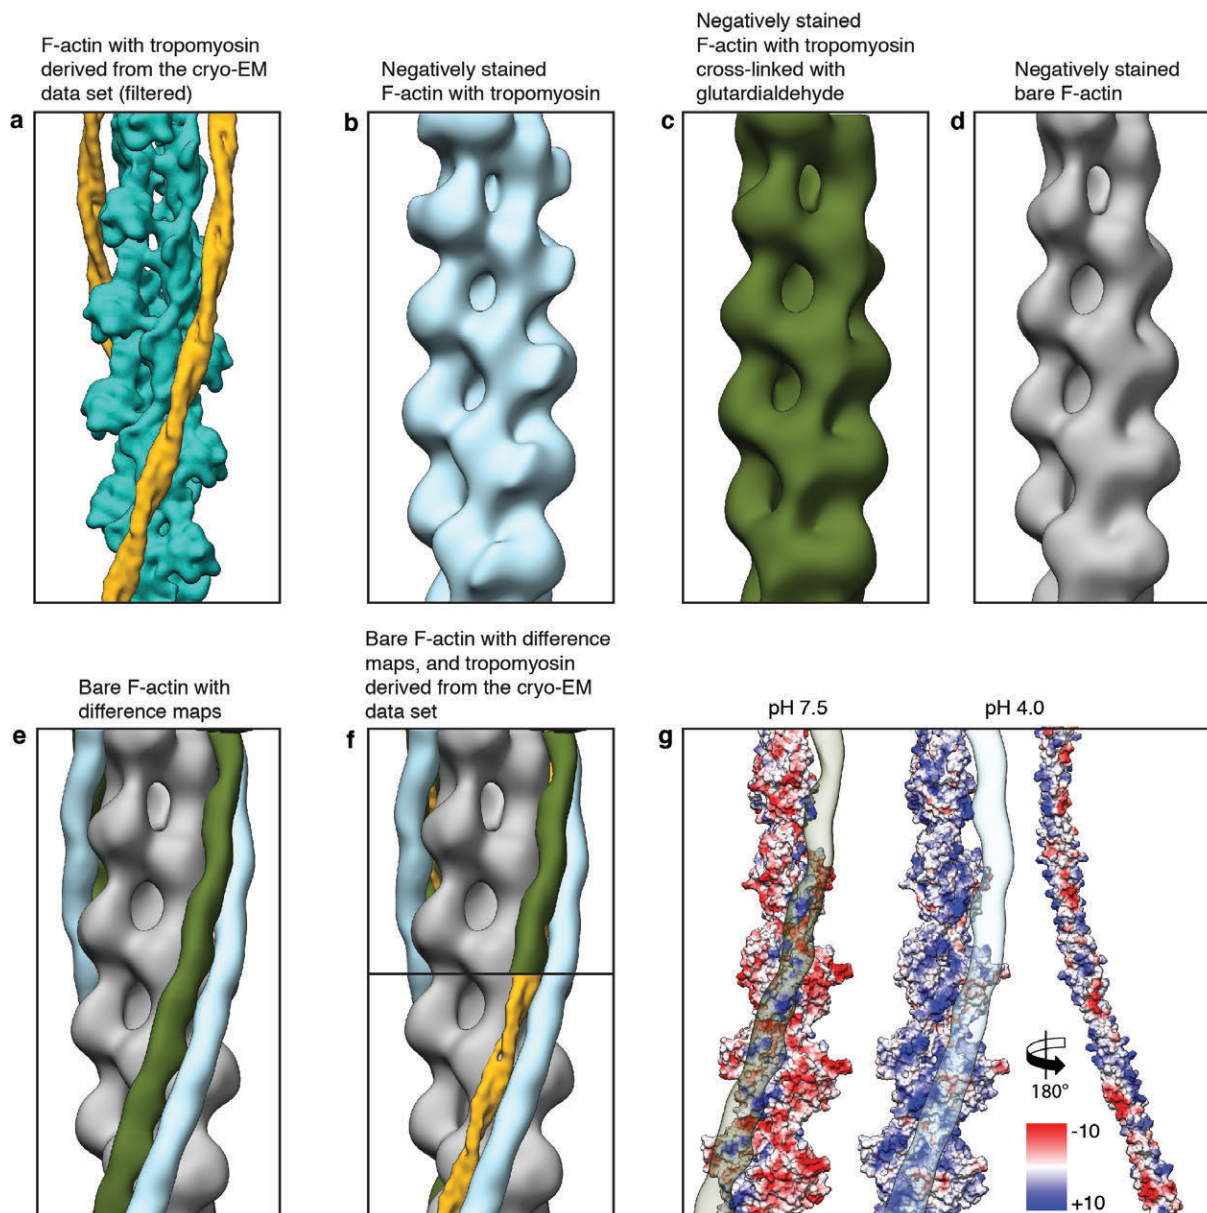 F-actin with tropomyosin
derived from the cryo-EM
data set (filtered)
a
Negatively stained
F-actin with tropomyosin
b
Negatively stained
F-actin with tropomyosin
cross-linked with
glutardialdehyde
c
Negatively stained
bare F-actin
d
Bare F-actin with
difference maps
e
Bare F-actin with difference
maps, and tropomyosin
derived from the cryo-EM
data set
f
pH 7.5
pH 4.0
g
180°
-10
+10